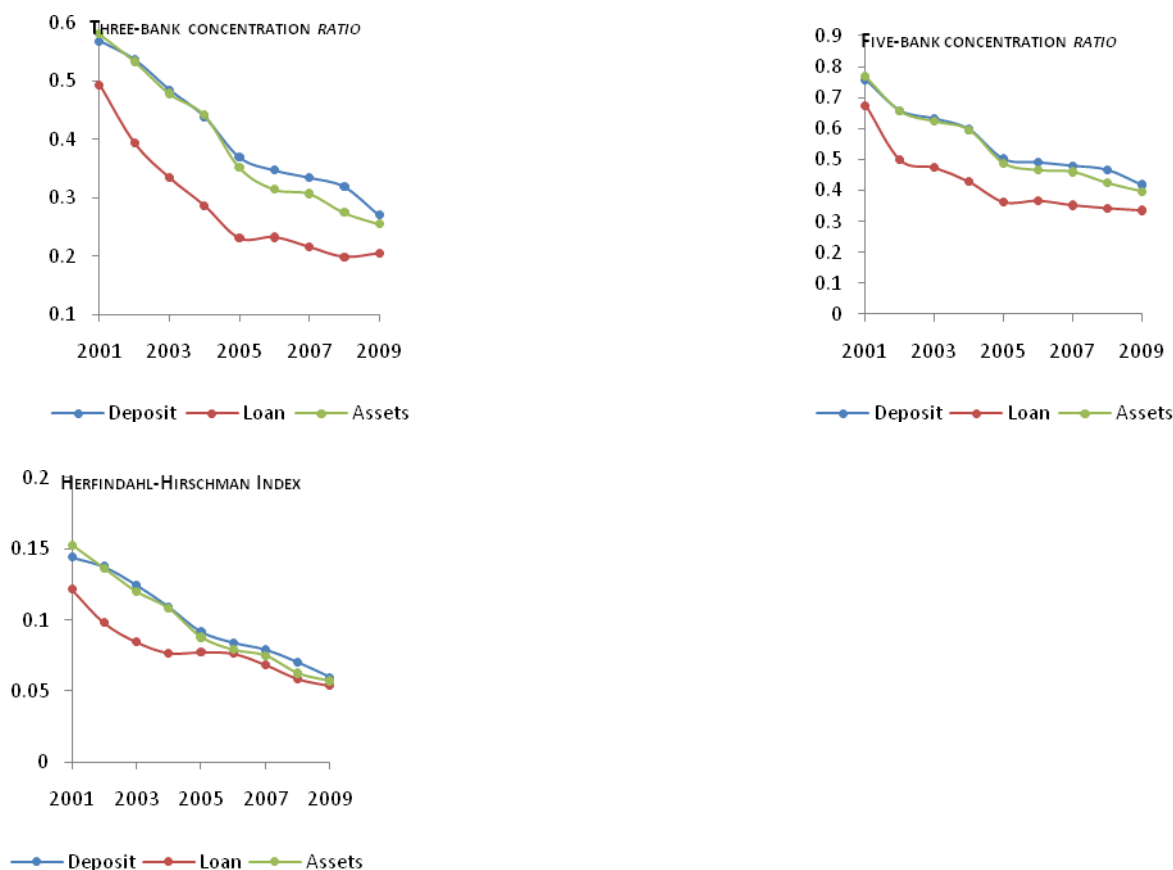 THREE-BANK CONCENTRATION RATIO
0.6
0.5
0.4
0.3
0.2
0.1
2001 2003 2005 2007 2009
Deposit Loan Assets
FIVE-BANK CONCENTRATION RATIO
0.9
0.8
0.7
0.6
0.5
0.4
0.3
0.2
0.1
0
2001 2003 2005 2007 2009
Deposit Loan Assets
HERFINDAHL-HIRSCHMAN INDEX
0.2
0.15
0.1
0.05
0
2001 2003 2005 2007 2009
Deposit Loan Assets